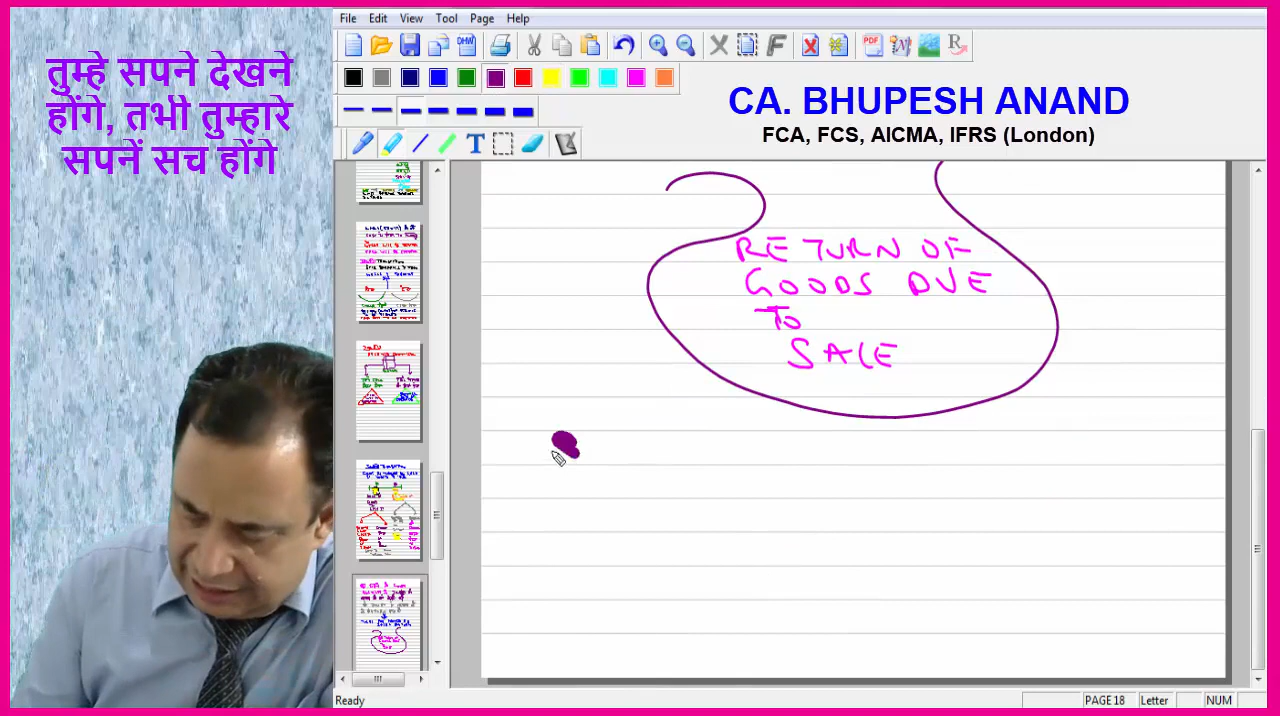 तुम्हे सपने देखने
होंगे, तभी तुम्हारे
सपनें सच होंगे
File Edit View Tool Page Help
CA. BHUPESH ANAND
FCA, FCS, AICMA, IFRS (London)
RETURN OF
GOODS DUE
TO
SALE
Ready
PAGE 18 Letter NUM